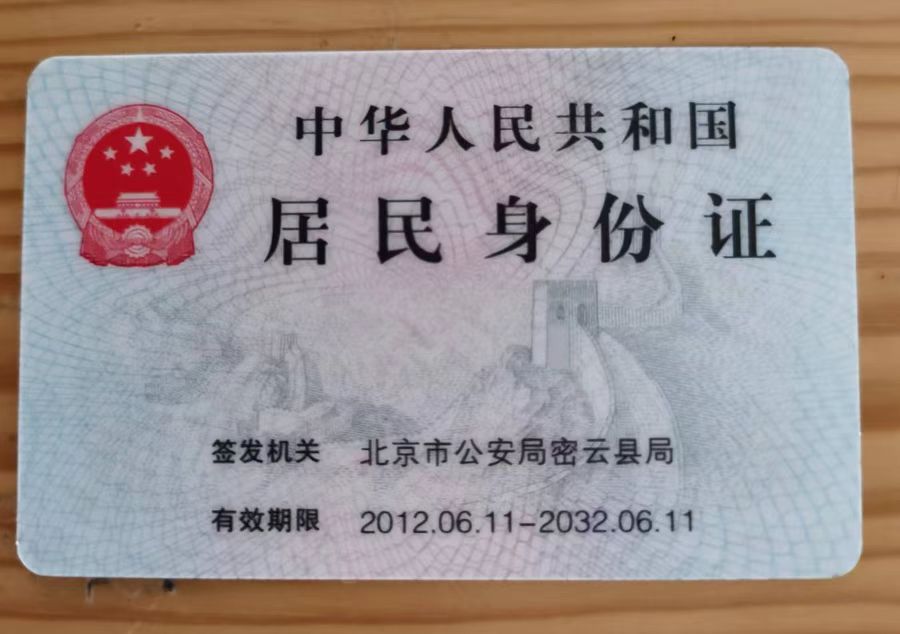 中华人民共和国
居民身份证
签发机关 北京市公安局密云县局
有效期限 2012.06.11-2032.06.11